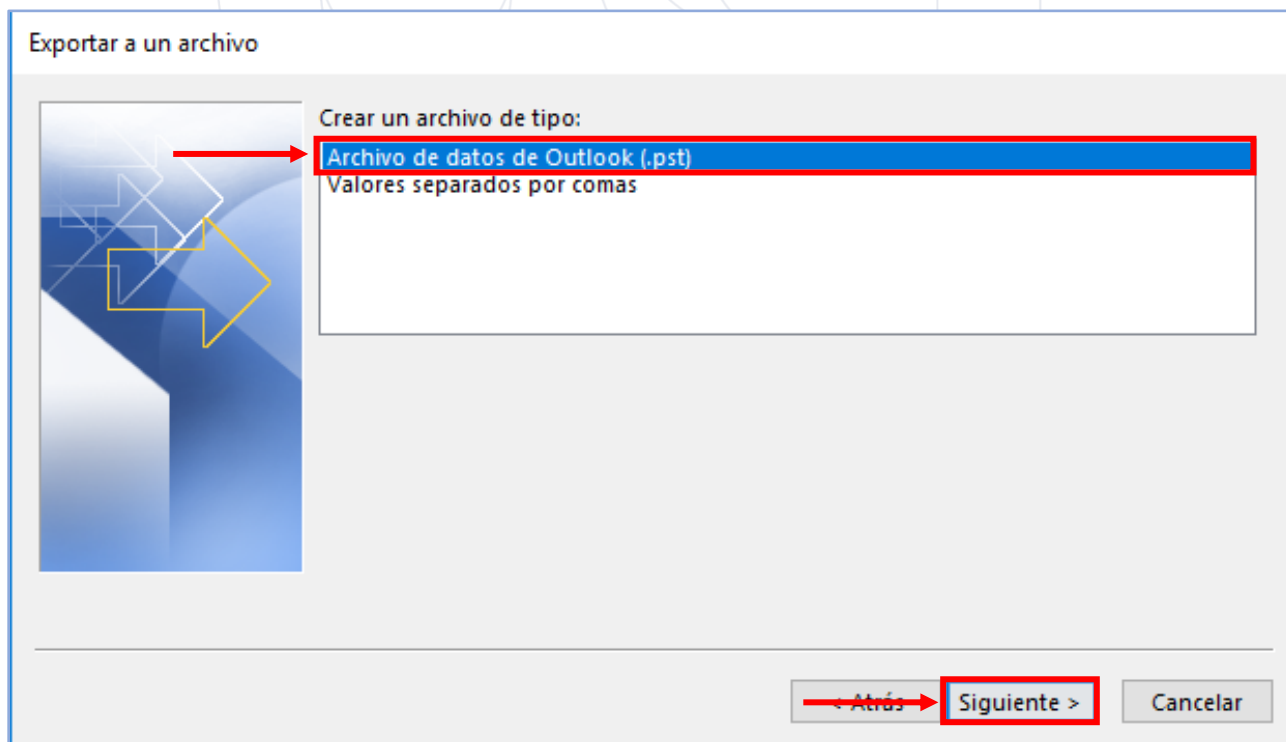 Exportar a un archivo
Crear un archivo de tipo:
Archivo de datos de Outlook (.pst)
Valores separados por comas
< Atrás
Siguiente >
Cancelar